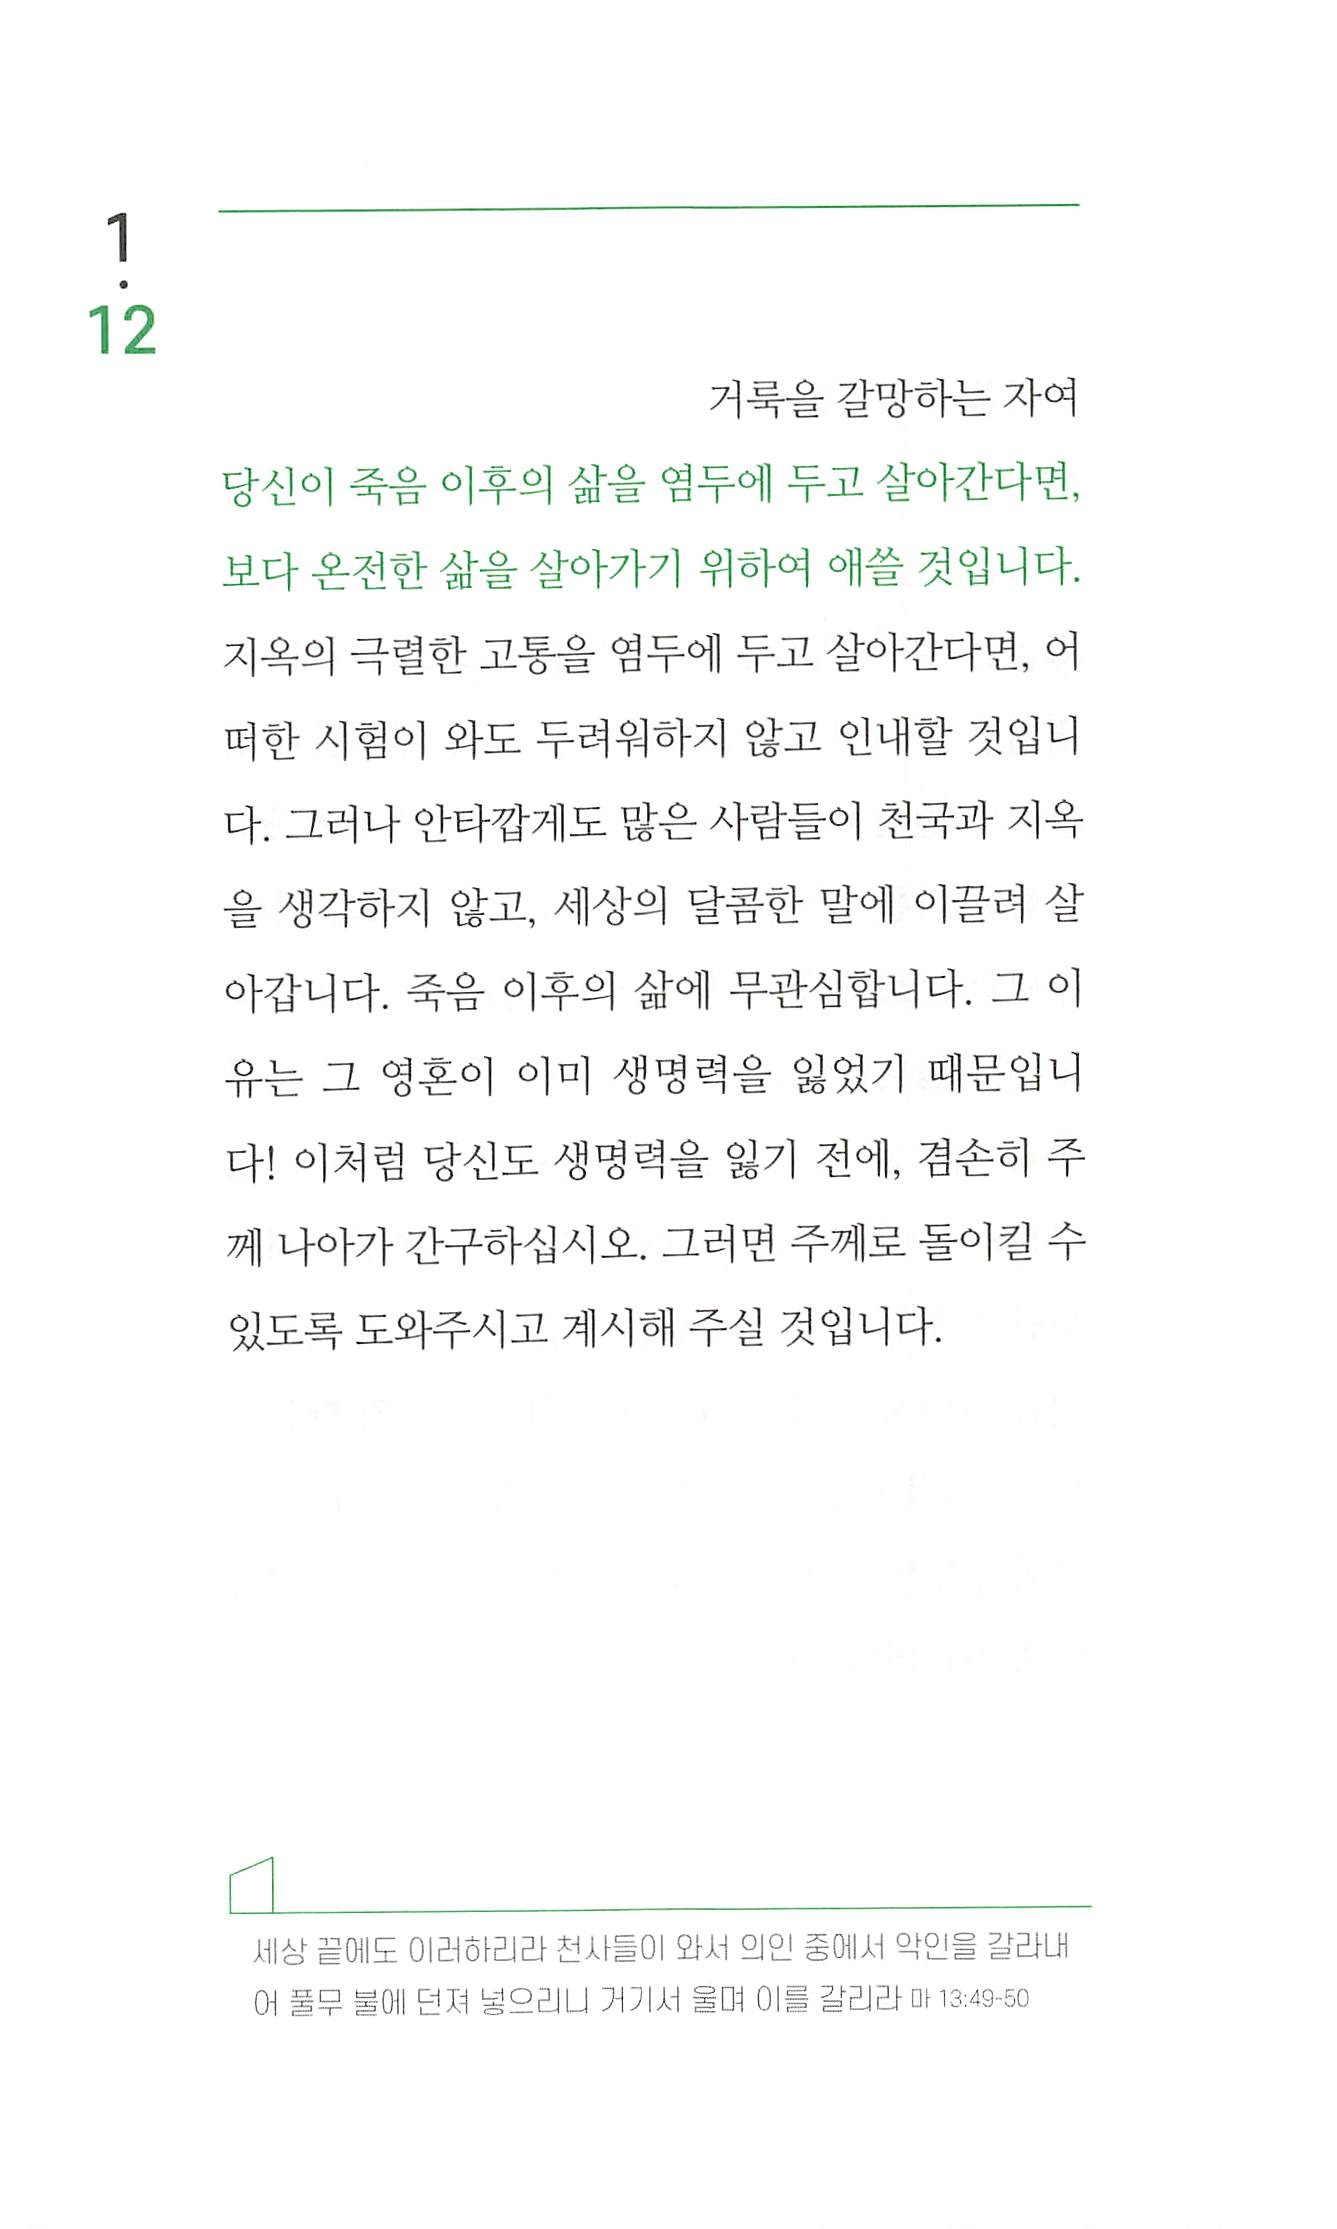 1
.
12
거룩을 갈망하는 자여
당신이 죽음 이후의 삶을 염두에 두고 살아간다면,
보다 온전한 삶을 살아가기 위하여 애쓸 것입니다.
지옥의 극렬한 고통을 염두에 두고 살아간다면, 어
떠한 시험이 와도 두려워하지 않고 인내할 것입니
다. 그러나 안타깝게도 많은 사람들이 천국과 지옥
을 생각하지 않고, 세상의 달콤한 말에 이끌려 살
아갑니다. 죽음 이후의 삶에 무관심합니다. 그 이
유는 그 영혼이 이미 생명력을 잃었기 때문입니
다! 이처럼 당신도 생명력을 잃기 전에, 겸손히 주
께 나아가 간구하십시오. 그러면 주께로 돌이킬 수
있도록 도와주시고 계시해 주실 것입니다.
세상 끝에도 이러하리라 천사들이 와서 의인 중에서 악인을 갈라내
어 풀무 불에 던져 넣으리니 거기서 울며 이를 갈리라 마 13:49-50